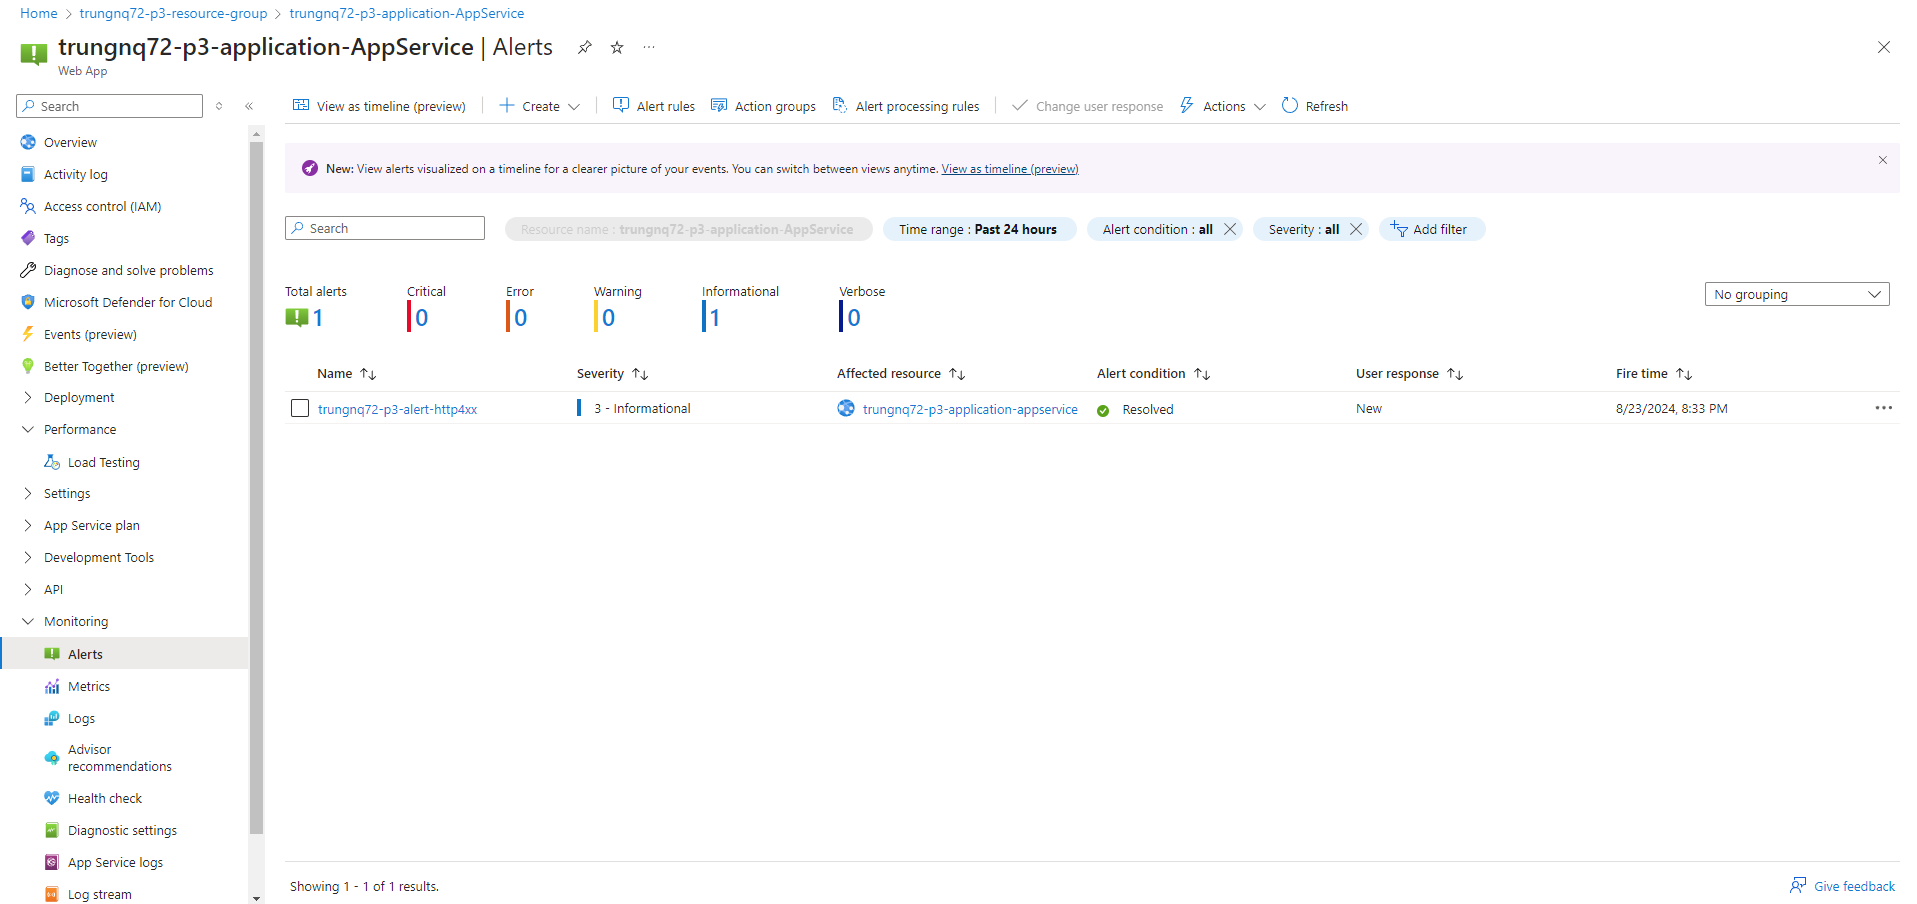 Home > trungnq72-p3-resource-group > trungnq72-p3-application-AppService
trungnq72-p3-application-AppService | Alerts
Web App
Search
Overview
Activity log
Access control (IAM)
Tags
Diagnose and solve problems
Microsoft Defender for Cloud
Events (preview)
Better Together (preview)
Deployment
Performance
Load Testing
Settings
App Service plan
Development Tools
API
Monitoring
Alerts
Metrics
Logs
Advisor
recommendations
Health check
Diagnostic settings
App Service logs
Log stream
View as timeline (preview) Create Alert rules Action groups Alert processing rules Change user response Actions Refresh
New: View alerts visualized on a timeline for a clearer picture of your events. You can switch between views anytime. View as timeline (preview)
Search Resource name : trungnq72-p3-application-AppService Time range : Past 24 hours Alert condition : all Severity : all Add filter
Total alerts Critical Error Warning Informational Verbose
1 0 0 0 1 0
No grouping
Name Severity Affected resource Alert condition User response Fire time
trungnq72-p3-alert-http4xx 3 - Informational trungnq72-p3-application-appservice Resolved New 8/23/2024, 8:33 PM
Showing 1 - 1 of 1 results.
Give feedback